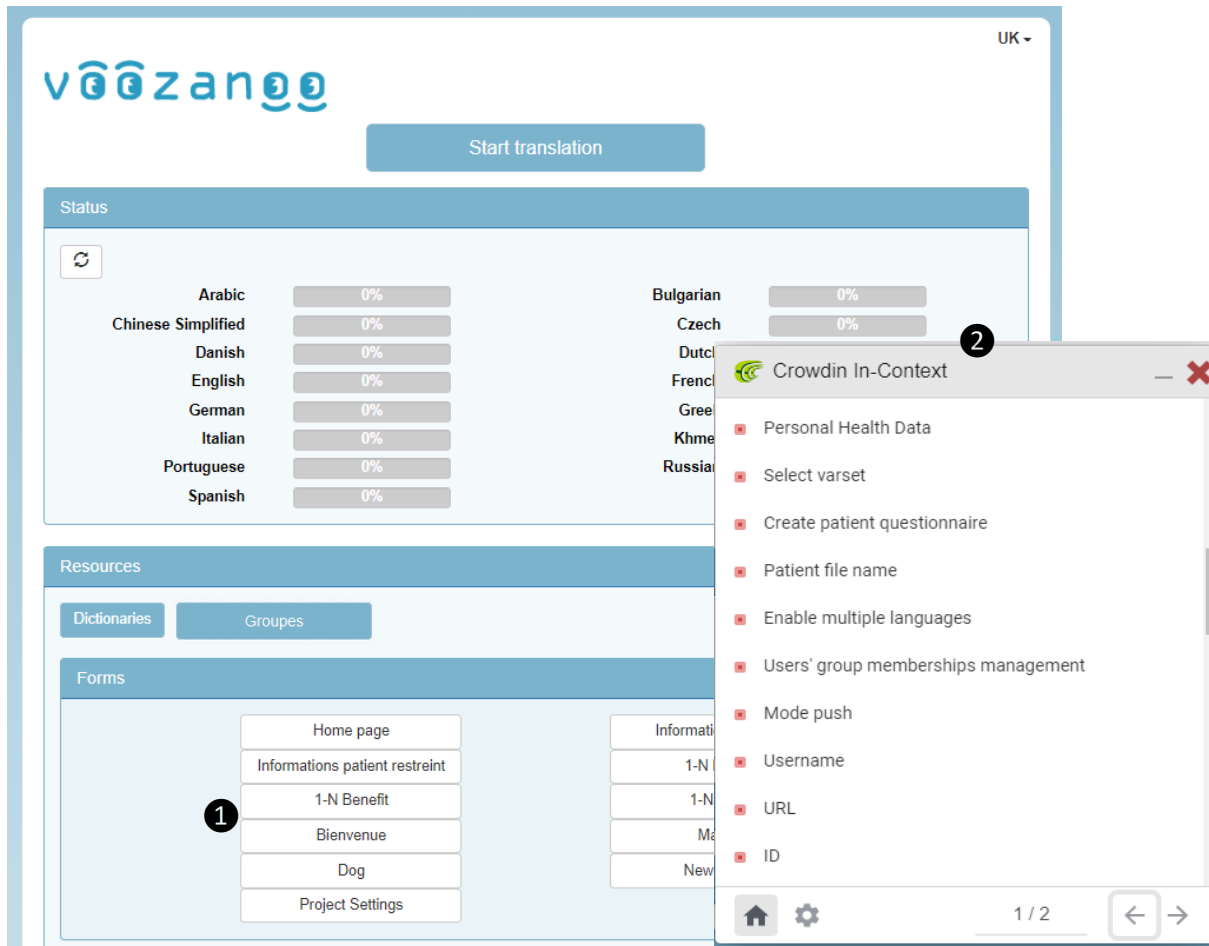 UK
voozanoo
Start translation
Status
Arabic 0% Bulgarian 0%
Chinese Simplified 0% Czech 0%
Danish 0%
English 0%
German 0%
Italian 0%
Portuguese 0%
Spanish 0%
Resources
Dictionaries Groupes
Forms
Home page
Informations patient restreint
1-N Benefit
1-N
Bienvenue
Dog
New
Project Settings
1
2
Crowdin In-Context
Personal Health Data
Select varset
Create patient questionnaire
Patient file name
Enable multiple languages
Users' group memberships management
Mode push
Username
URL
ID
1 / 2